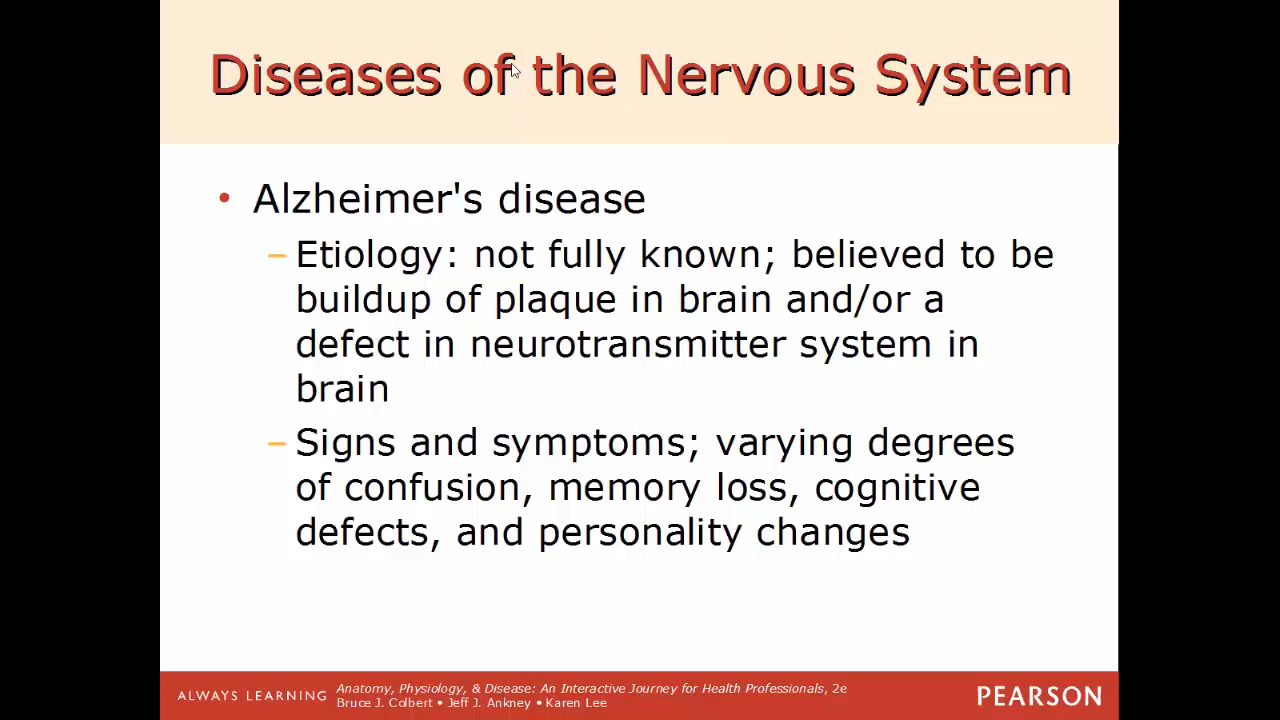 Diseases of the Nervous System
• Alzheimer's disease
– Etiology: not fully known; believed to be
buildup of plaque in brain and/or a
defect in neurotransmitter system in
brain
– Signs and symptoms; varying degrees
of confusion, memory loss, cognitive
defects, and personality changes
ALWAYS LEARNING
Anatomy, Physiology, & Disease: An Interactive Journey for Health Professionals, 2e
Bruce J. Colbert • Jeff J. Ankney • Karen Lee
PEARSON